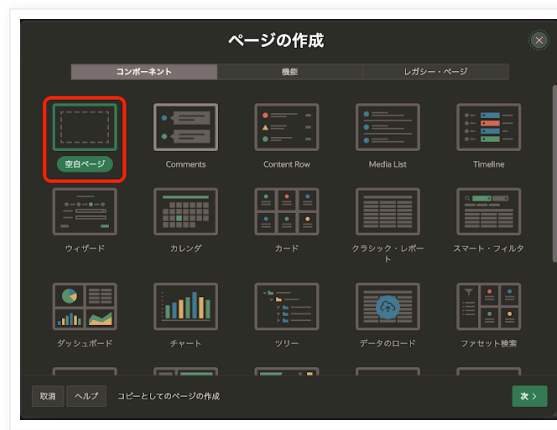 ページの作成
コンポーネント
機能
レガシー・ページ
空白ページ
Comments
Content Row
Media List
Timeline
ウィザード
カレンダ
カード
クラシック・レポー
ト
スマート・フィルタ
ダッシュボード
チャート
ツリー
データのロード
ファセット検索
取消
ヘルプ
コピーとしてのページの作成
次 >